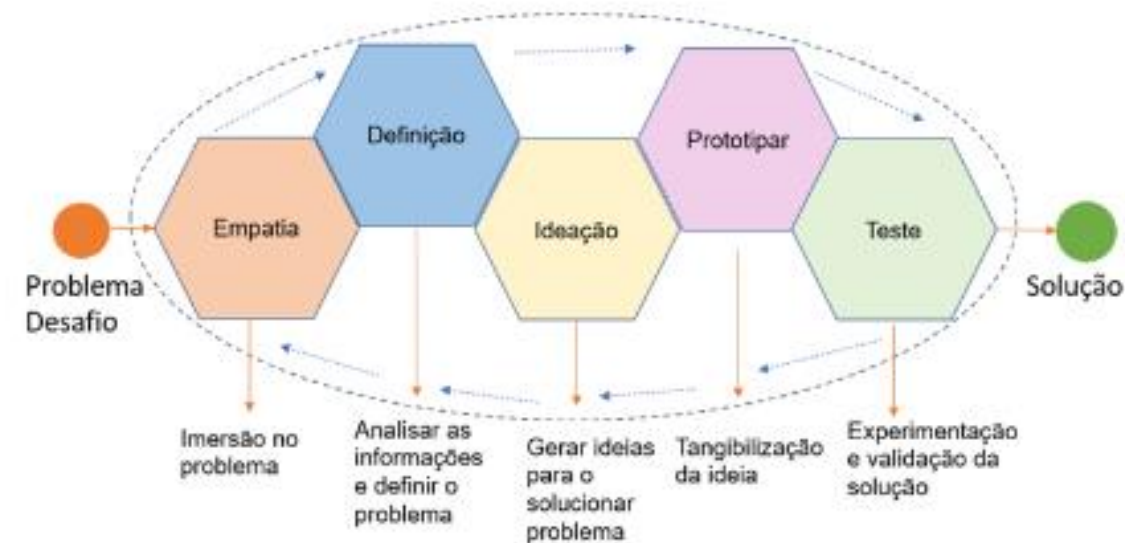 Definição
Prototipar
Empatia
Ideação
Teste
Problema
Desafio
Solução
Imersão no
problema
Analisar as
informações
e definir o
problema
Gerar ideias
para o
solucionar
problema
Tangibilização
da ideia
Experimentação
e validação da
solução